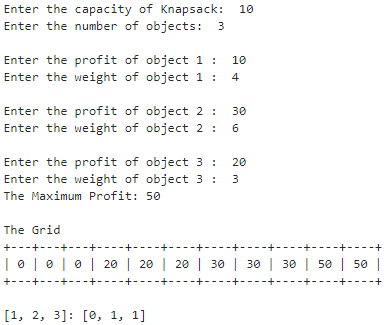 Enter the capacity of Knapsack:  10
Enter the number of objects:  3
Enter the profit of object 1 :  10
Enter the weight of object 1 :  4
Enter the profit of object 2 :  30
Enter the weight of object 2 :  6
Enter the profit of object 3 :  20
Enter the weight of object 3 :  3
The Maximum Profit: 50
The Grid
+---+---+---+----+----+----+----+----+----+----+----+
| 0 | 0 | 0 | 20 | 20 | 20 | 30 | 30 | 30 | 50 | 50 |
+---+---+---+----+----+----+----+----+----+----+----+
[1, 2, 3]: [0, 1, 1]